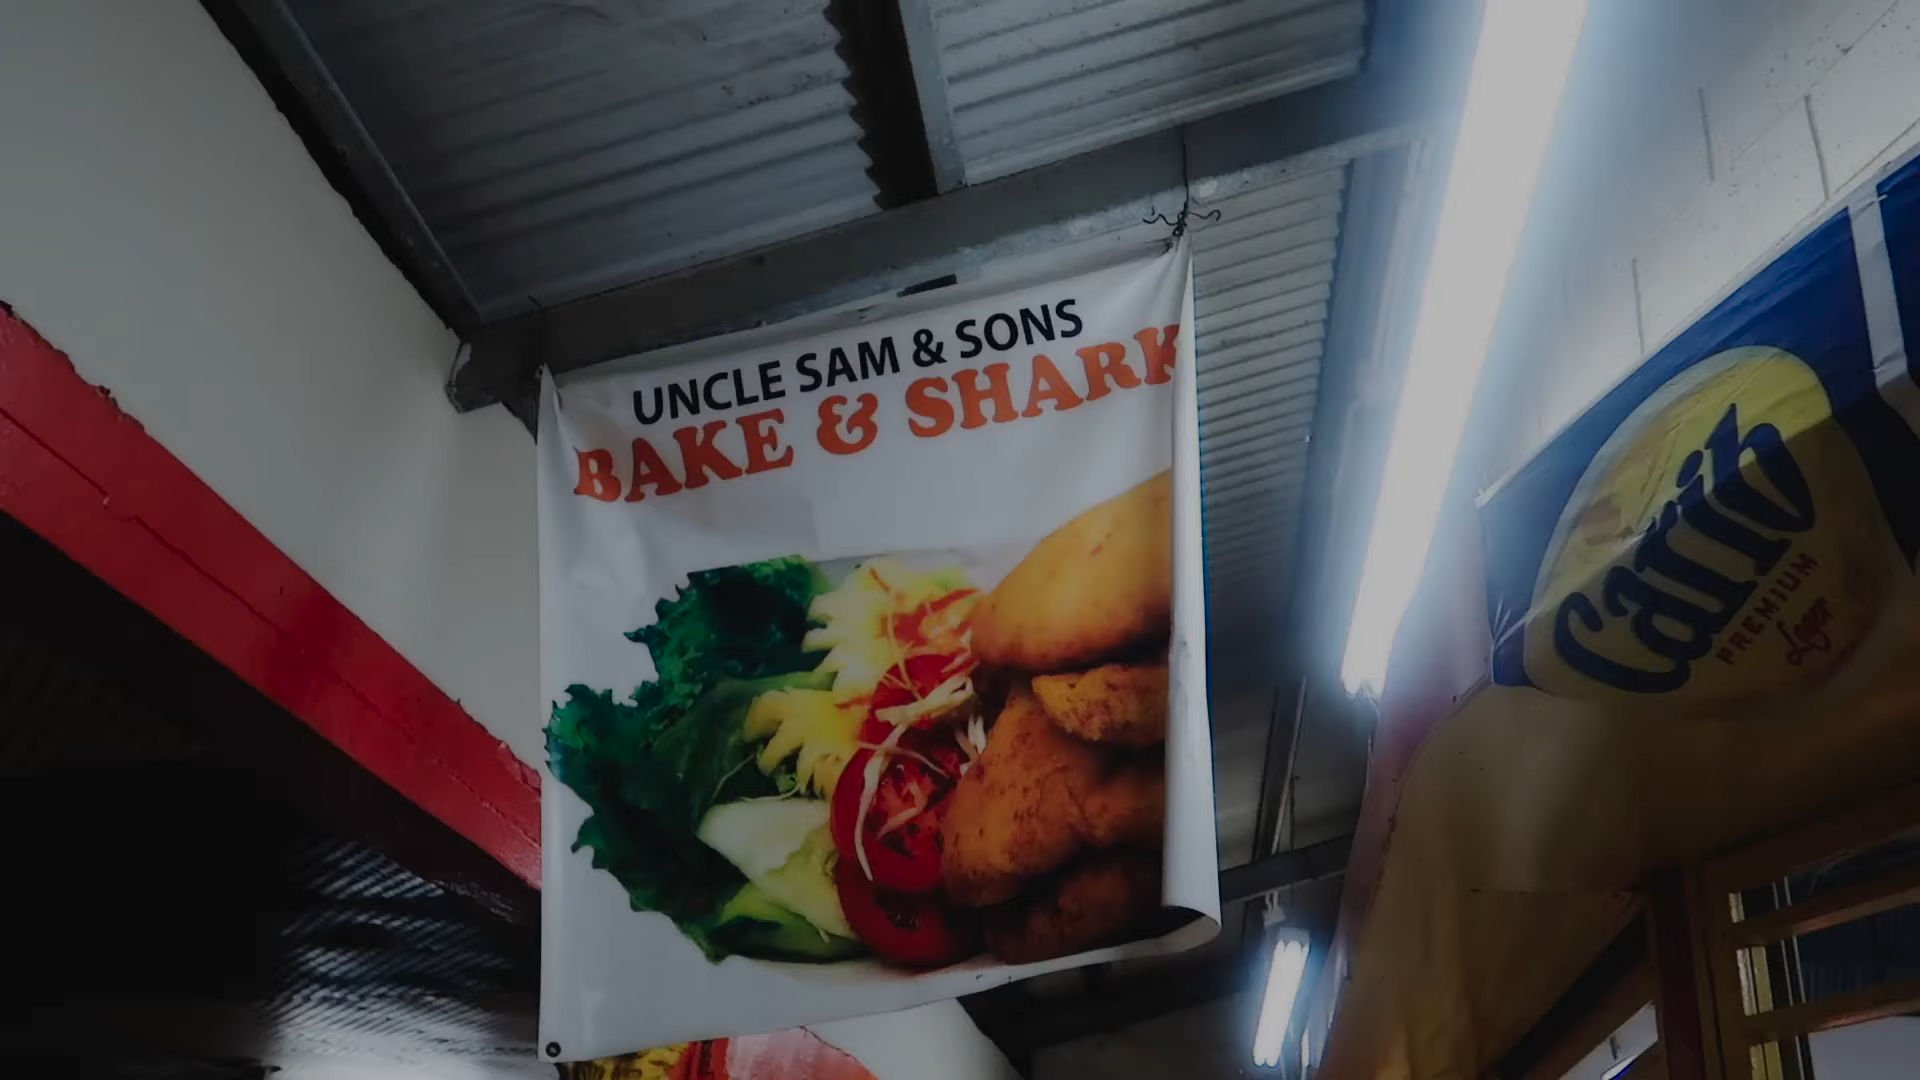 UNCLE SAM & SONS
BAKE & SHARK
Carib
PREMIUM
Lager